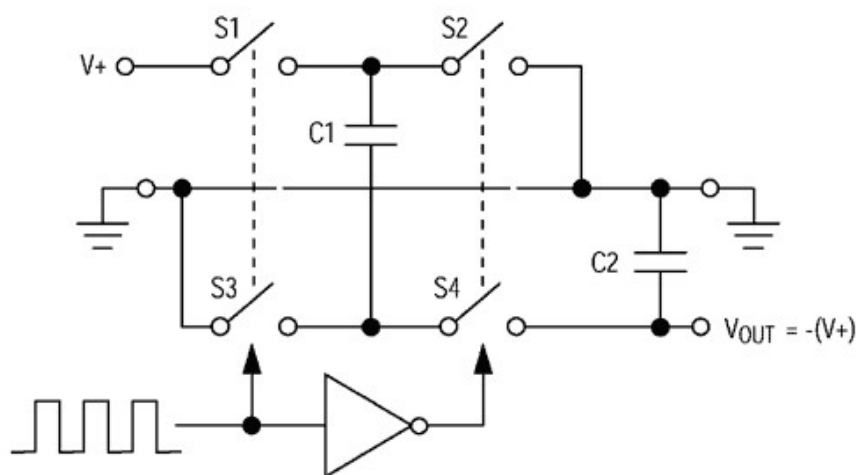 S1
S2
V+
C1
S3
S4
C2
VOUT = -(V+)